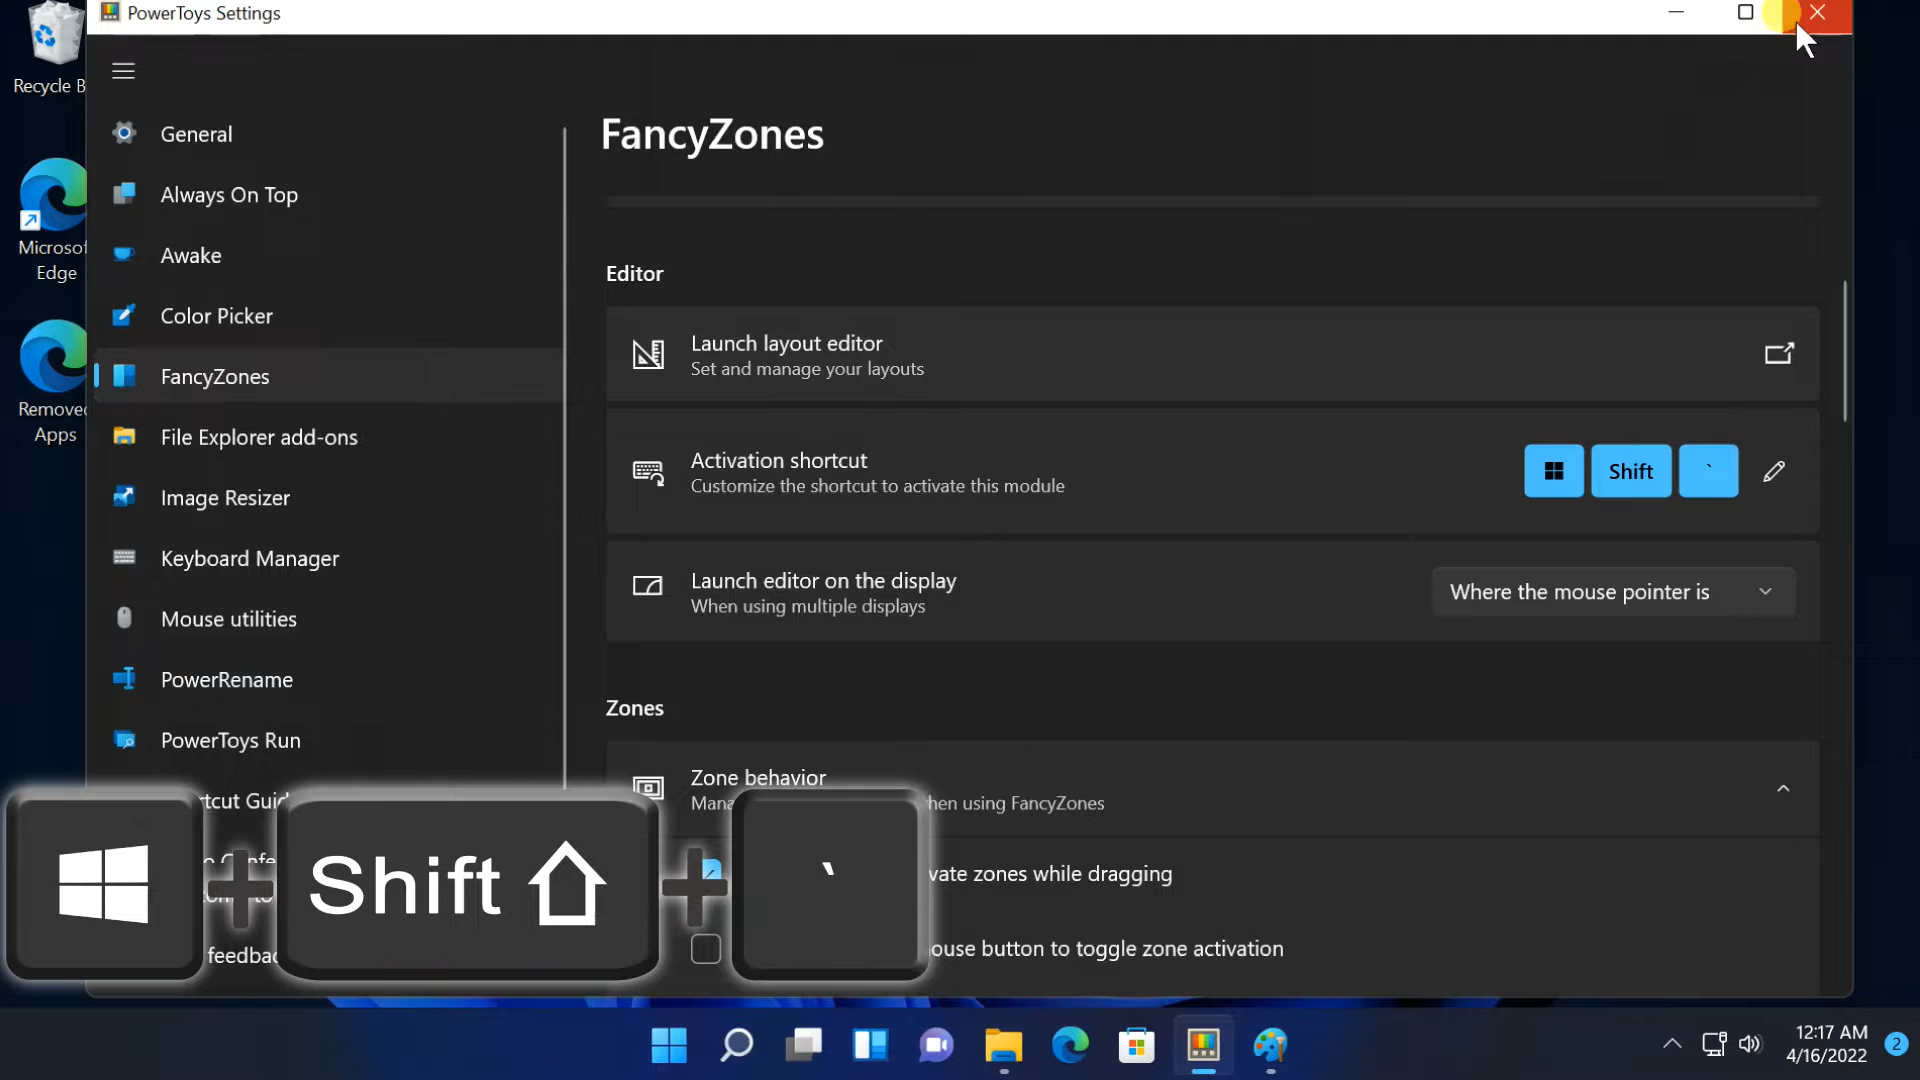 PowerToys Settings
Recycle B
Microsof
Edge
Remove
Apps
General
Always On Top
Awake
Color Picker
FancyZones
File Explorer add-ons
Image Resizer
Keyboard Manager
Mouse utilities
PowerRename
PowerToys Run
rtcut Guid
feedba
FancyZones
Editor
Launch layout editor
Set and manage your layouts
Activation shortcut
Customize the shortcut to activate this module
Shift `
Launch editor on the display
When using multiple displays
Where the mouse pointer is
Zones
Zone behavior
Mana hen using FancyZones
vate zones while dragging
ouse button to toggle zone activation
Shift
`
12:17 AM
4/16/2022
2